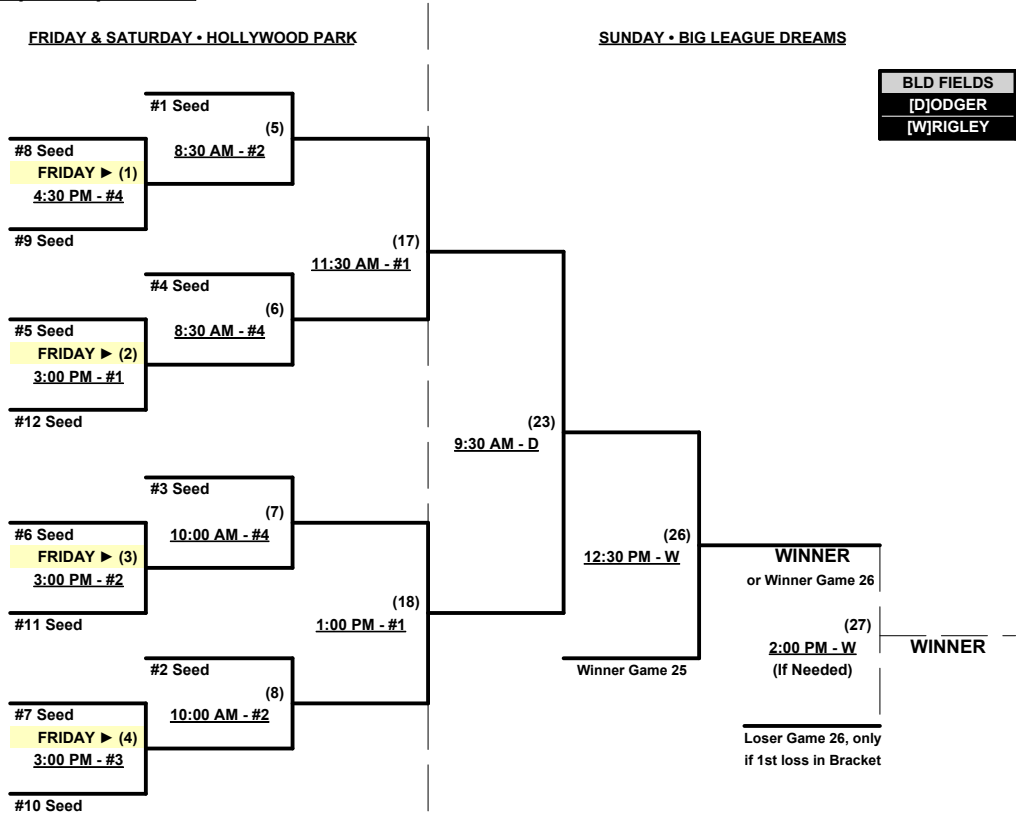 FRIDAY & SATURDAY • HOLLYWOOD PARK
SUNDAY • BIG LEAGUE DREAMS
BLD FIELDS
[D]ODGER
[W]RIGLEY
#1 Seed
(5)
8:30 AM - #2
#8 Seed
FRIDAY ► (1)
4:30 PM - #4
#9 Seed
(17)
11:30 AM - #1
#4 Seed
(6)
8:30 AM - #4
#5 Seed
FRIDAY ► (2)
3:00 PM - #1
#12 Seed
(23)
9:30 AM - D
#3 Seed
(7)
10:00 AM - #4
#6 Seed
FRIDAY ► (3)
3:00 PM - #2
#11 Seed
(18)
1:00 PM - #1
#2 Seed
(8)
10:00 AM - #2
#7 Seed
FRIDAY ► (4)
3:00 PM - #3
#10 Seed
(26)
12:30 PM - W
Winner Game 25
WINNER
or Winner Game 26
(27)
2:00 PM - W
(If Needed)
WINNER
Loser Game 26, only
if 1st loss in Bracket